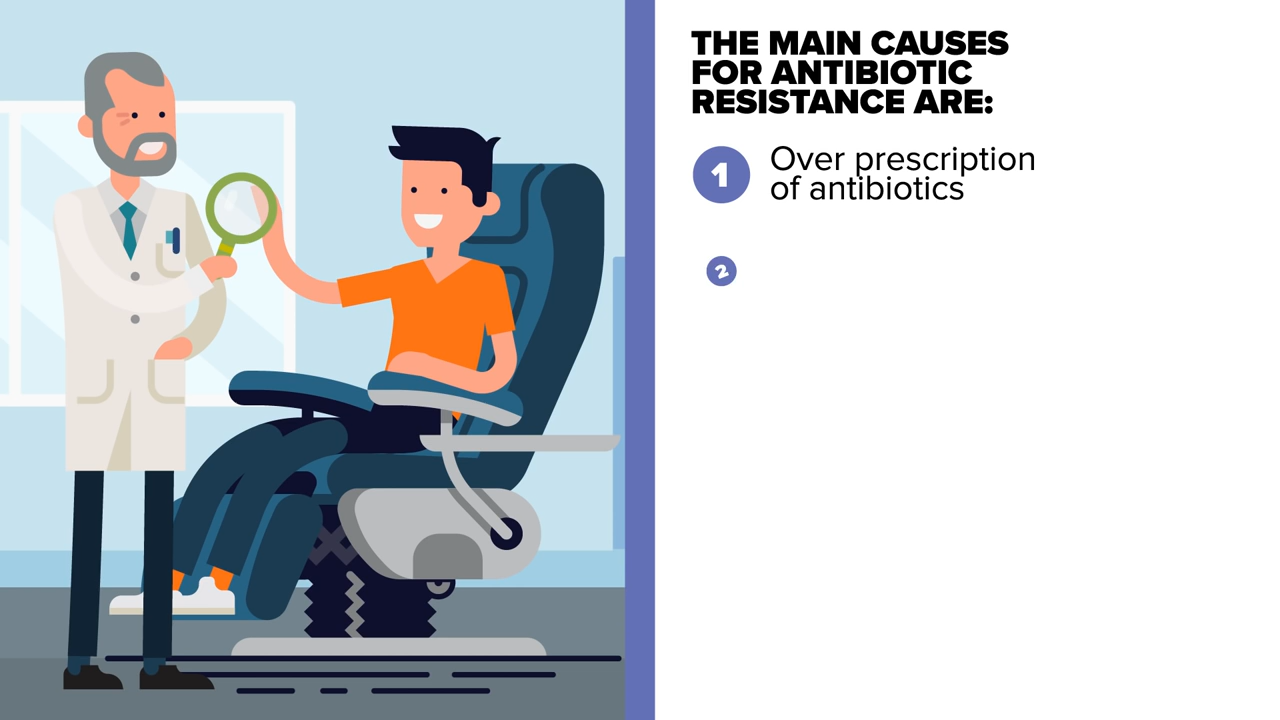 THE MAIN CAUSES
FOR ANTIBIOTIC
RESISTANCE ARE:
1 Over prescription
of antibiotics
2